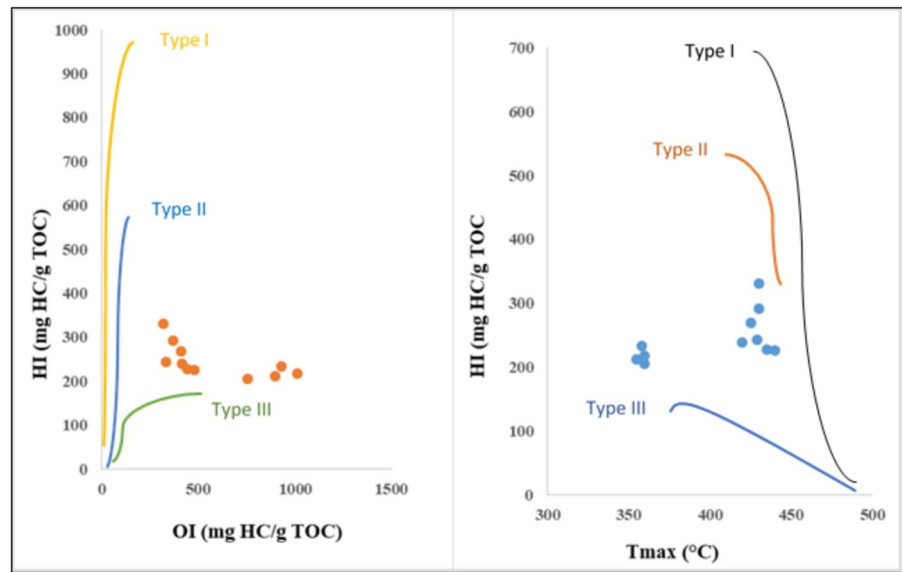 1000
900
800
700
600
500
400
300
200
100
0
HI (mg HC/g TOC)
Type I
Type II
Type III
0
500
1000
1500
OI (mg HC/g TOC)
700
600
500
400
300
200
100
0
HI (mg HC/g TOC
Type I
Type II
Type III
300
350
400
450
500
Tmax (°C)